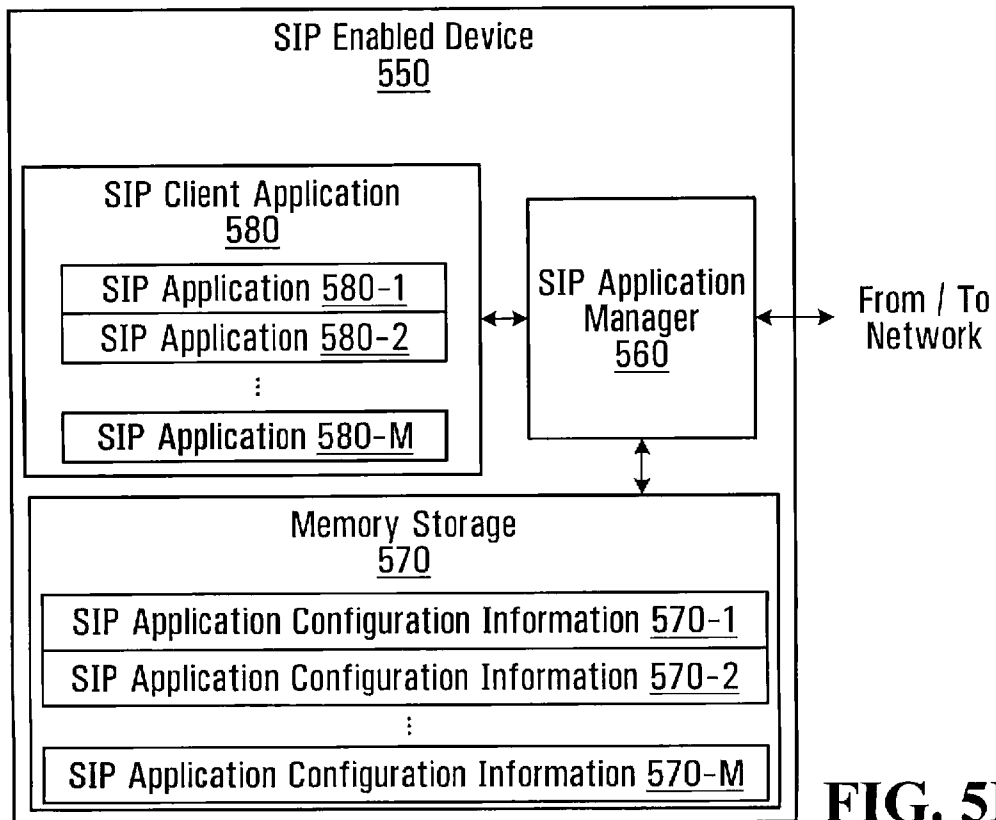 SIP Enabled Device
550
SIP Client Application
580
SIP Application 580-1
SIP Application 580-2
⋮
SIP Application 580-M
SIP Application
Manager
560
From / To
Network
Memory Storage
570
SIP Application Configuration Information 570-1
SIP Application Configuration Information 570-2
⋮
SIP Application Configuration Information 570-M
FIG.